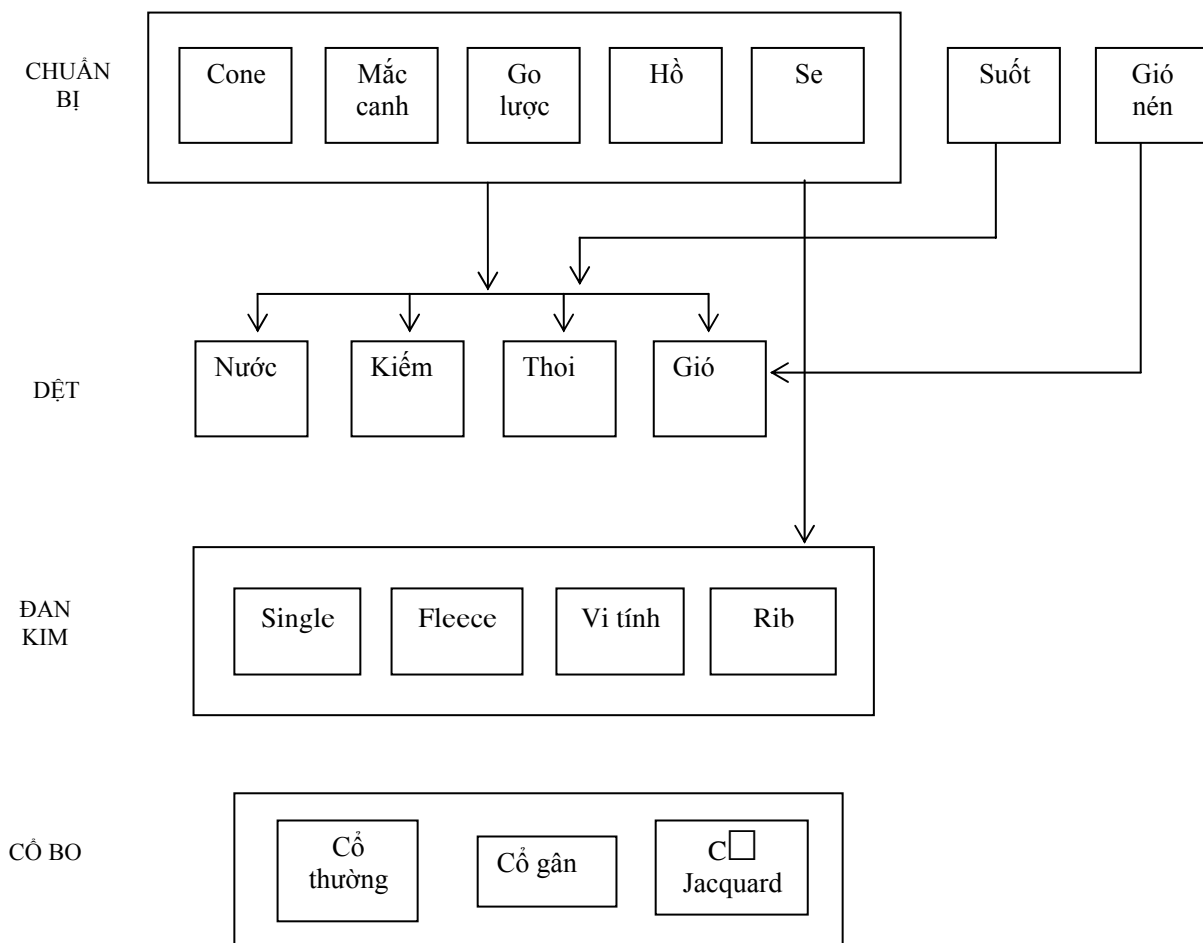 CHUẨN
BỊ
Cone
Mắc
canh
Go
lược
Hồ
Se
Suốt
Gió
nén
DỆT
Nước
Kiếm
Thoi
Gió
ĐAN
KIM
Single
Fleece
Vi tính
Rib
CỔ BO
Cổ
thường
Cổ gân
C□
Jacquard